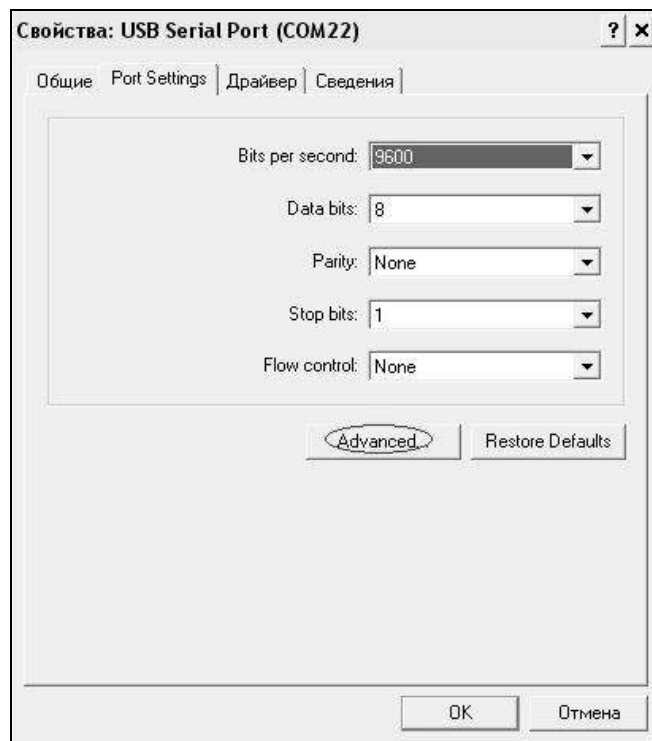 Свойства: USB Serial Port (COM22)
Общие Port Settings Драйвер Сведения
Bits per second: 9600
Data bits: 8
Parity: None
Stop bits: 1
Flow control: None
Advanced... Restore Defaults
OK Отмена